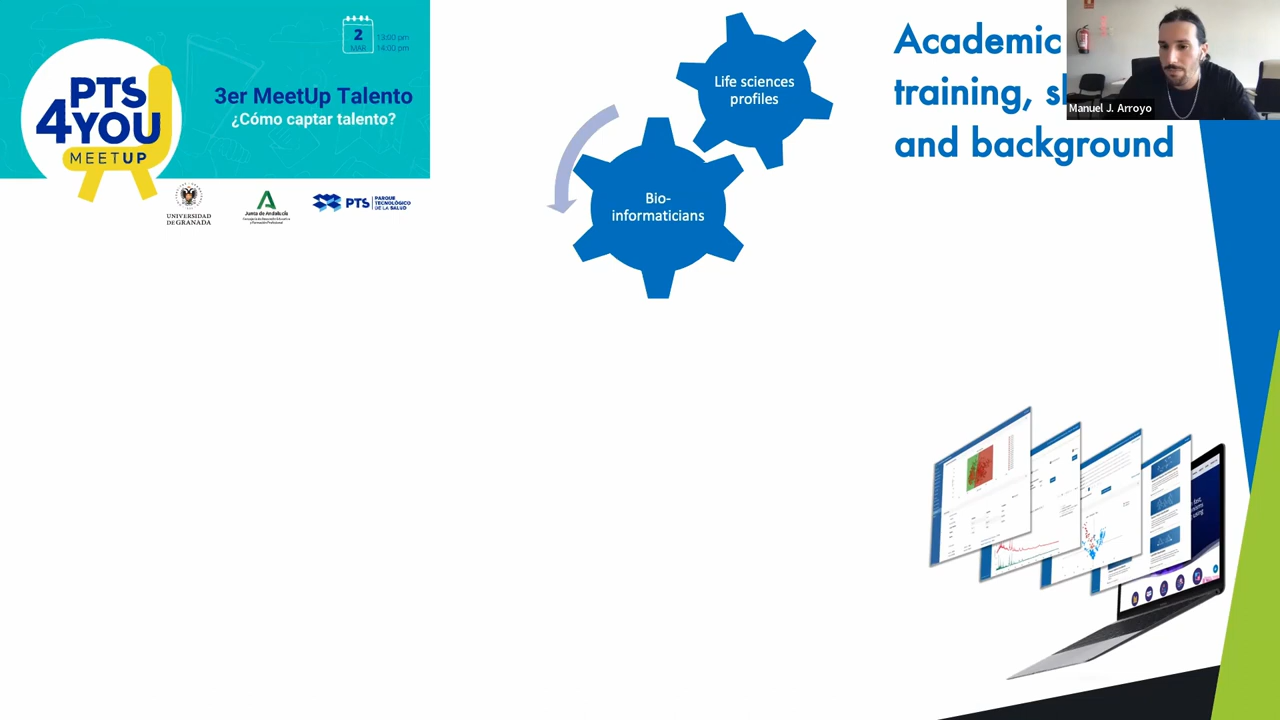 2
MAR
13:00 pm
14:00 pm
PTS
4YOU
MEETUP
3er MeetUp Talento
¿Cómo captar talento?
UNIVERSIDAD
DE GRANADA
Junta de Andalucía
PTS
PARQUE
TECNOLÓGICO
DE LA SALUD
Life sciences
profiles
Bio-
informaticians
Academic
training, sk
and background
Manuel J. Arroyo